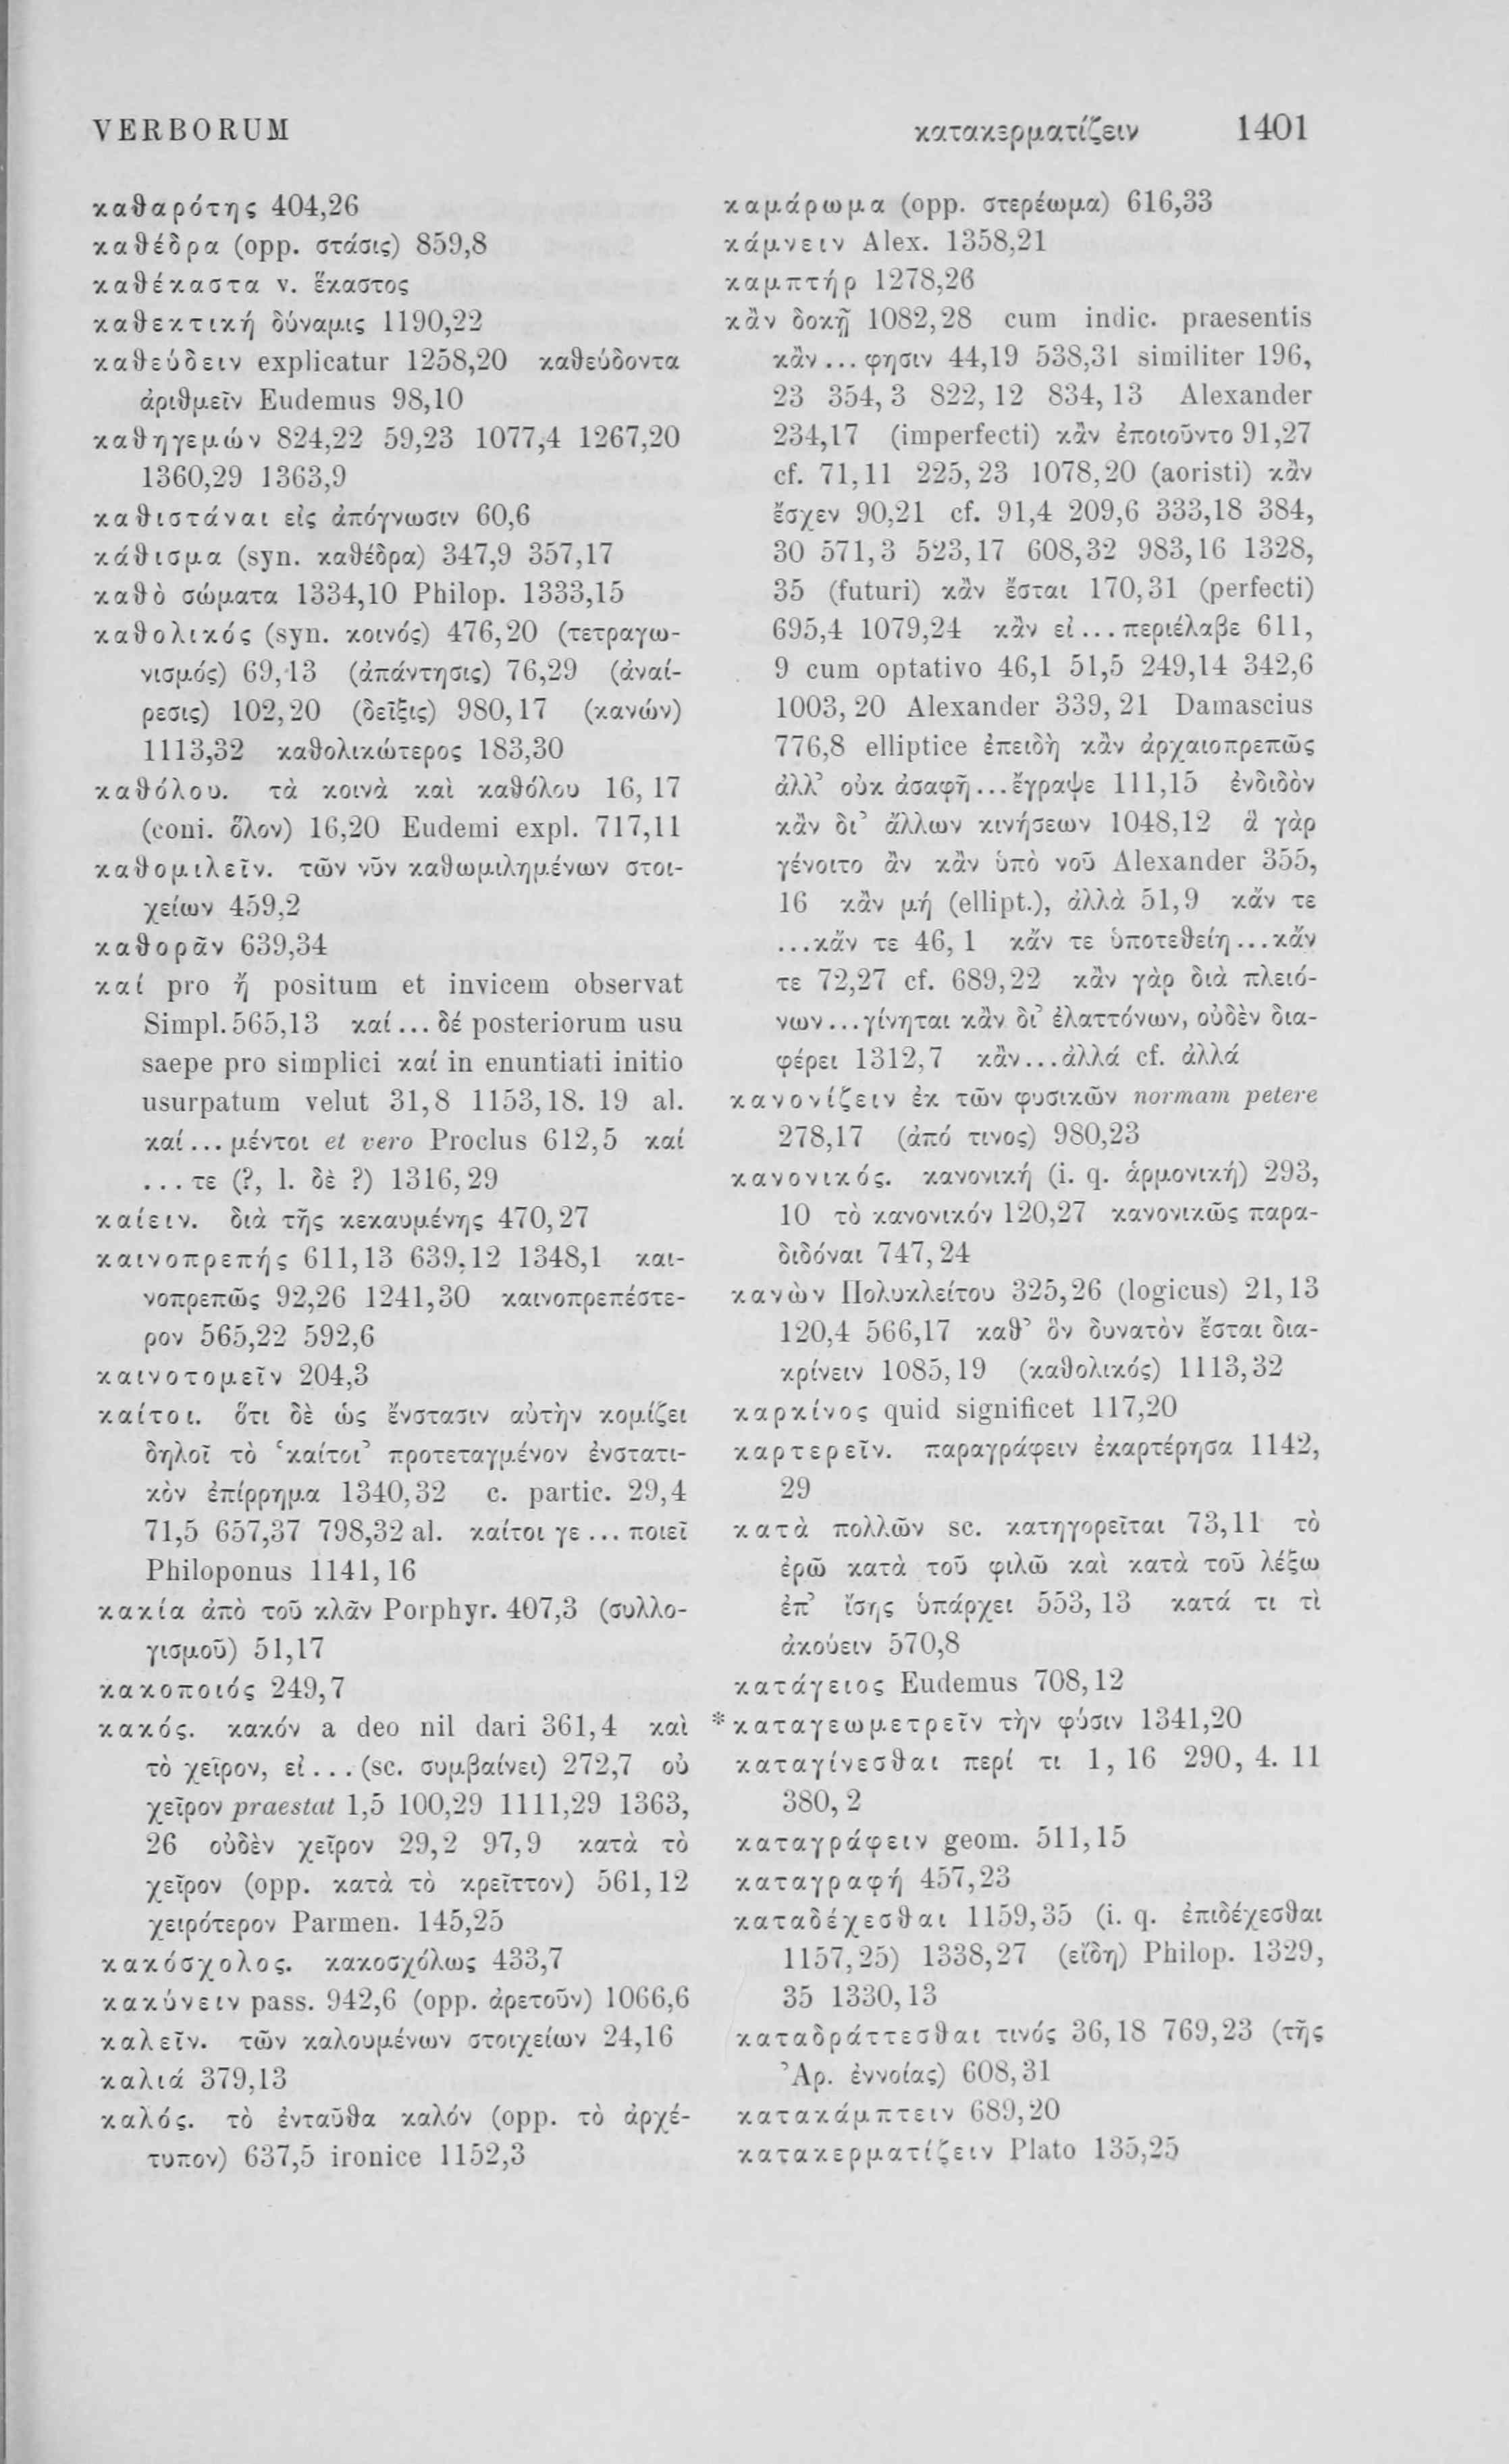 VERBORUM κατακερματίζειν 1401
καθαρότης 404,26
καθέδρα (opp. στάσις) 859,8
καθέκαστα v. ἕκαστος
καθεκτική δύναμις 1190,22
καθεύδειν explicatur 1258,20 καθεύδοντα
ἀριθμεῖν Eudemus 98,10
καθηγεμών 824,22 59,23 1077,4 1267,20
1360,29 1363,9
καθιστάναι εἰς ἀπόγνωσιν 60,6
κάθισμα (syn. καθέδρα) 347,9 357,17
καθὸ σώματα 1334,10 Philop. 1333,15
καθολικός (syn. κοινός) 476,20 (τετραγω-
νισμός) 69,13 (ἀπάντησις) 76,29 (ἀναί-
ρεσις) 102,20 (δεῖξις) 980,17 (κανών)
1113,32 καθολικώτερος 183,30
καθόλου. τὰ κοινὰ καὶ καθόλου 16,17
(coni. ὅλον) 16,20 Eudemi expl. 717,11
καθομιλεῖν. τῶν νῦν καθωμιλημένων στοι-
χείων 459,2
καθορᾶν 639,34
καί pro ἤ positum et invicem observat
Simpl. 565,13 καί ... δέ posteriorum usu
saepe pro simplici καί in enuntiati initio
usurpatum velut 31,8 1153,18. 19 al.
καί ... μέντοι et vero Proclus 612,5 καί
... τε (?, l. δὲ ?) 1316,29
καίειν. διὰ τῆς κεκαυμένης 470,27
καινοπρεπής 611,13 639,12 1348,1 και-
νοπρεπῶς 92,26 1241,30 καινοπρεπέστε-
ρον 565,22 592,6
καινοτομεῖν 204,3
καίτοι. ὅτι δὲ ὡς ἔνστασιν αὐτὴν κομίζει
δηλοῖ τὸ ‘καίτοι’ προτεταγμένον ἐνστατι-
κὸν ἐπίρρημα 1340,32 c. partic. 29,4
71,5 657,37 798,32 al. καίτοι γε ... ποιεῖ
Philoponus 1141,16
κακία ἀπὸ τοῦ κλᾶν Porphyr. 407,3 (συλλο-
γισμοῦ) 51,17
κακοποιός 249,7
κακός. κακόν a deo nil dari 361,4 καὶ
τὸ χεῖρον, εἰ ... (sc. συμβαίνει) 272,7 οὐ
χεῖρον praestat 1,5 100,29 1111,29 1363,
26 οὐδὲν χεῖρον 29,2 97,9 κατὰ τὸ
χεῖρον (opp. κατὰ τὸ κρεῖττον) 561,12
χειρότερον Parmen. 145,25
κακόσχολος. κακοσχόλως 433,7
κακύνειν pass. 942,6 (opp. ἀρετοῦν) 1066,6
καλεῖν. τῶν καλουμένων στοιχείων 24,16
καλιά 379,13
καλός. τὸ ἐνταῦθα καλόν (opp. τὸ ἀρχέ-
τυπον) 637,5 ironice 1152,3
καμάρωμα (opp. στερέωμα) 616,33
κάμνειν Alex. 1358,21
καμπτήρ 1278,26
κἂν δοκῇ 1082,28 cum indic. praesentis
κἂν ... φησιν 44,19 538,31 similiter 196,
23 354,3 822,12 834,13 Alexander
234,17 (imperfecti) κἂν ἐποιοῦντο 91,27
cf. 71,11 225,23 1078,20 (aoristi) κἂν
ἔσχεν 90,21 cf. 91,4 209,6 333,18 384,
30 571,3 523,17 608,32 983,16 1328,
35 (futuri) κἂν ἔσται 170,31 (perfecti)
695,4 1079,24 κἂν εἰ ... περιέλαβε 611,
9 cum optativo 46,1 51,5 249,14 342,6
1003,20 Alexander 339,21 Damascius
776,8 elliptice ἐπειδὴ κἂν ἀρχαιοπρεπῶς
ἀλλ’ οὐκ ἀσαφῆ ... ἔγραψε 111,15 ἐνδιδὸν
κἂν δι’ ἄλλων κινήσεων 1048,12 ἃ γὰρ
γένοιτο ἂν κἂν ὑπὸ νοῦ Alexander 355,
16 κἂν μή (ellipt.), ἀλλὰ 51,9 κἄν τε
... κἄν τε 46,1 κἄν τε ὑποτεθείη ... κἄν
τε 72,27 cf. 689,22 κἂν γὰρ διὰ πλειό-
νων ... γίνηται κἂν δι’ ἐλαττόνων, οὐδὲν δια-
φέρει 1312,7 κἂν ... ἀλλά cf. ἀλλά
κανονίζειν ἐκ τῶν φυσικῶν normam petere
278,17 (ἀπό τινος) 980,23
κανονικός. κανονική (i. q. ἁρμονική) 293,
10 τὸ κανονικόν 120,27 κανονικῶς παρα-
διδόναι 747,24
κανὼν Πολυκλείτου 325,26 (logicus) 21,13
120,4 566,17 καθ’ ὃν δυνατὸν ἔσται δια-
κρίνειν 1085,19 (καθολικός) 1113,32
καρκίνος quid significet 117,20
καρτερεῖν. παραγράφειν ἐκαρτέρησα 1142,
29
κατὰ πολλῶν sc. κατηγορεῖται 73,11 τὸ
ἐρῶ κατὰ τοῦ φιλῶ καὶ κατὰ τοῦ λέξω
ἐπ’ ἴσης ὑπάρχει 553,13 κατά τι τὶ
ἀκούειν 570,8
κατάγειος Eudemus 708,12
*καταγεωμετρεῖν τὴν φύσιν 1341,20
καταγίνεσθαι περί τι 1,16 290,4. 11
380,2
καταγράφειν geom. 511,15
καταγραφή 457,23
καταδέχεσθαι 1159,35 (i. q. ἐπιδέχεσθαι
1157,25) 1338,27 (εἴδη) Philop. 1329,
35 1330,13
καταδράττεσθαι τινός 36,18 769,23 (τῆς
Ἀρ. ἐννοίας) 608,31
κατακάμπτειν 689,20
κατακερματίζειν Plato 135,25